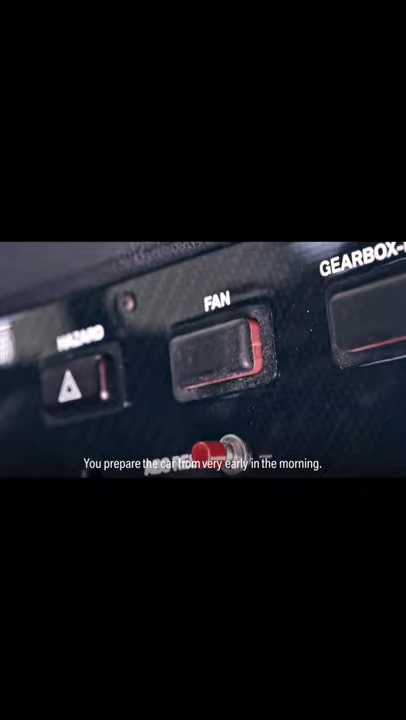 GEARBOX-
FAN
HAZARD
You prepare the car from very early in the morning.